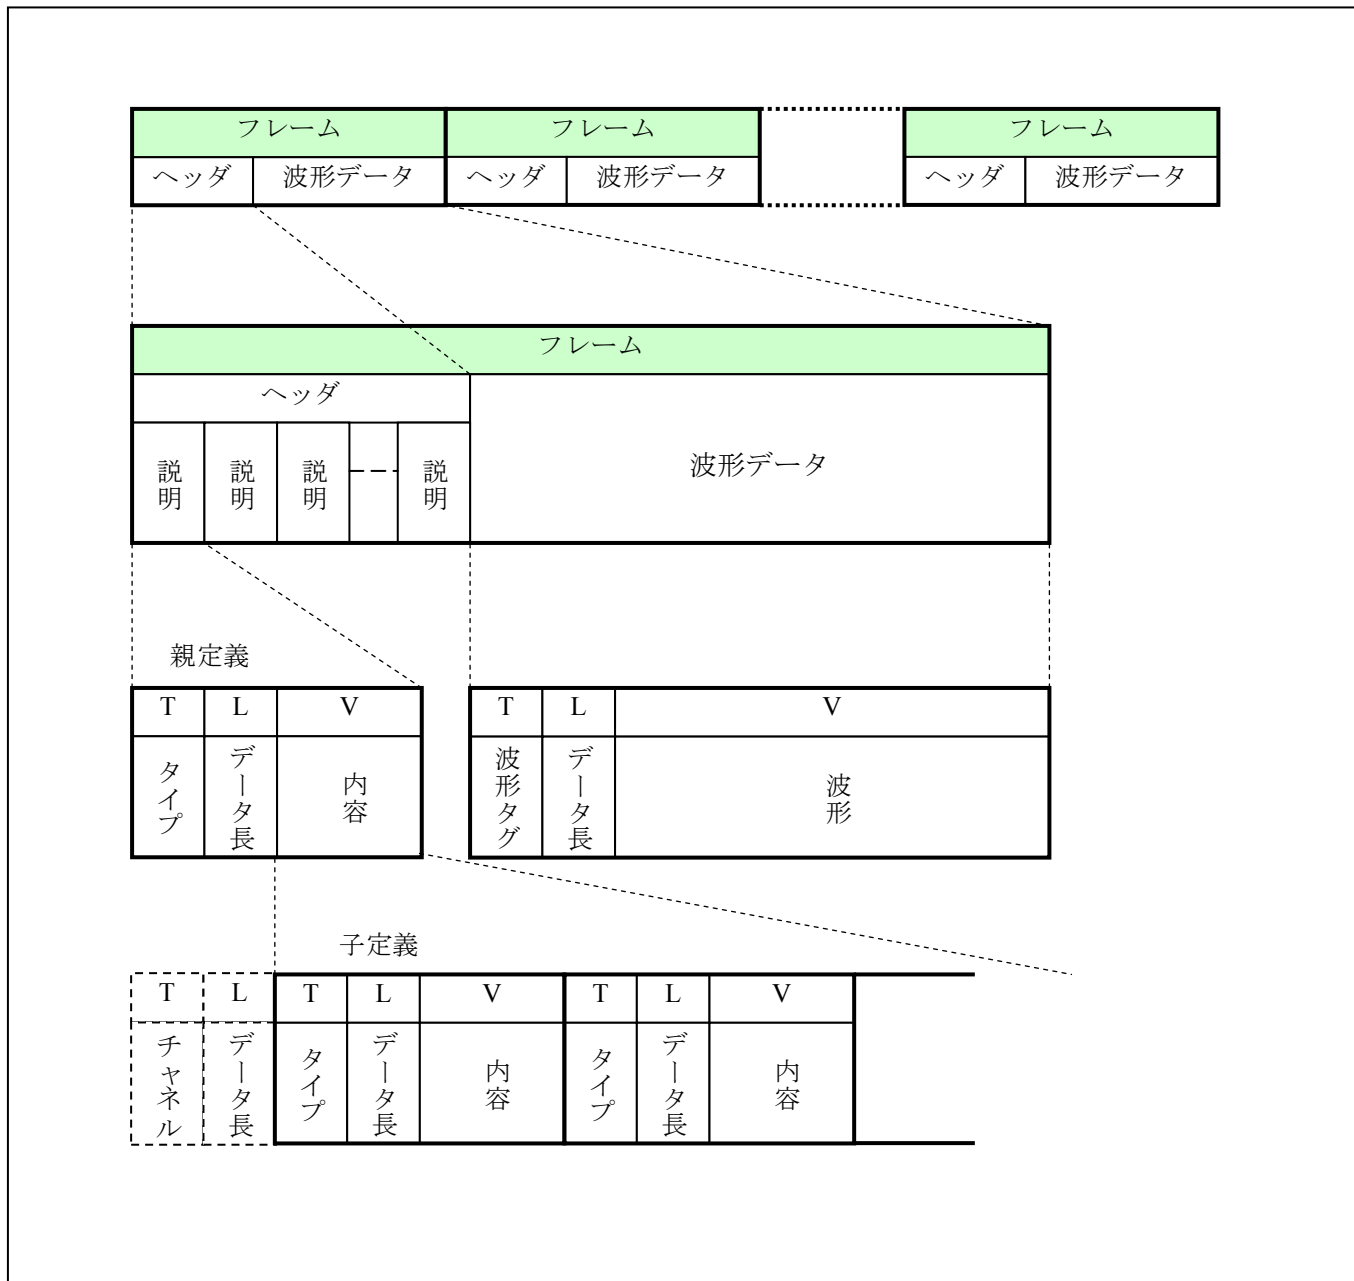 フレーム フレーム フレーム
ヘッダ 波形データ ヘッダ 波形データ ヘッダ 波形データ
フレーム
ヘッダ
波形データ
説明 説明 説明 説明
親定義
T L V T L V
タイプ データ長 内容 波形タグ データ長 波形
子定義
T L T L V T L V
チャネル データ長 タイプ データ長 内容 タイプ データ長 内容